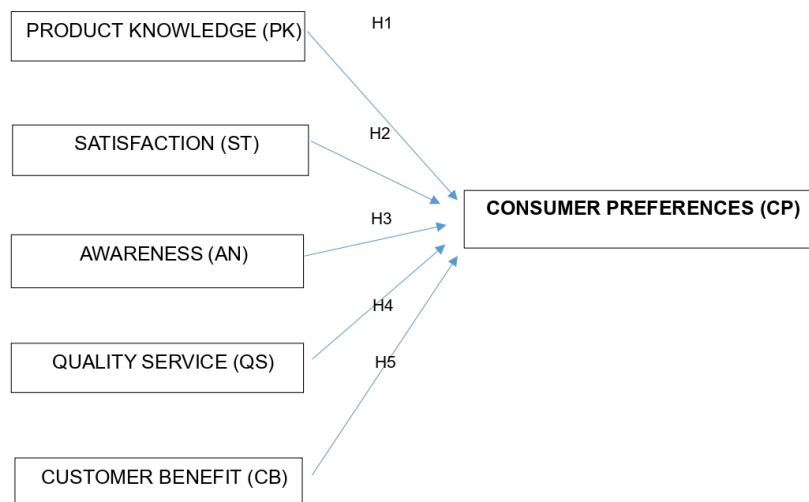 PRODUCT KNOWLEDGE (PK)
H1
SATISFACTION (ST)
H2
CONSUMER PREFERENCES (CP)
H3
AWARENESS (AN)
H4
QUALITY SERVICE (QS)
H5
CUSTOMER BENEFIT (CB)